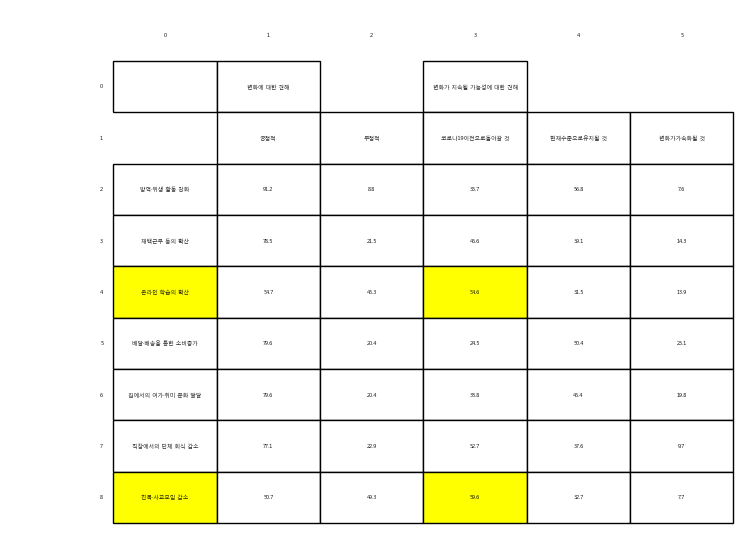 0 1 2 3 4 5
0 변화에 대한 견해 변화가 지속될 가능성에 대한 견해
1 긍정적 부정적 코로나19이전으로돌아갈 것 현재수준으로유지될 것 변화가가속화될 것
2 방역·위생 활동 강화 91.2 8.8 35.7 56.8 7.6
3 재택근무 등의 확산 78.5 21.5 46.6 39.1 14.3
4 온라인 학습의 확산 54.7 45.3 54.6 31.5 13.9
5 배달·배송을 통한 소비증가 79.6 20.4 24.5 50.4 25.1
6 집에서의 여가·취미 문화 발달 79.6 20.4 33.8 46.4 19.8
7 직장에서의 단체 회식 감소 77.1 22.9 52.7 37.6 9.7
8 친목·사교모임 감소 50.7 49.3 59.6 32.7 7.7